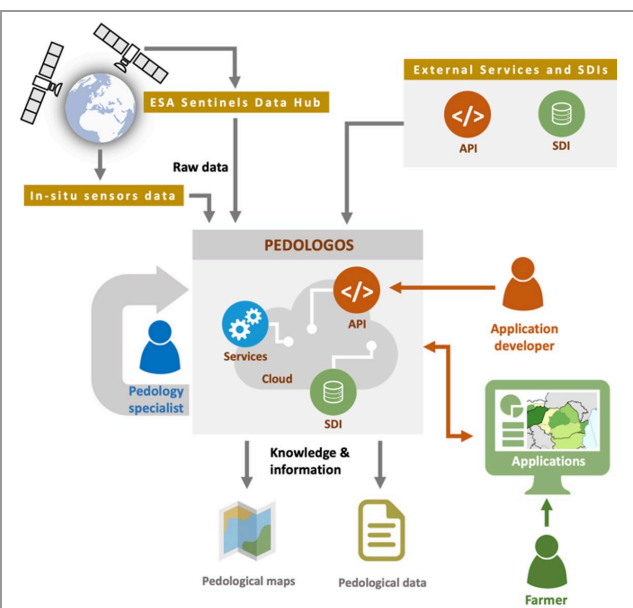 External Services and SDIs
ESA Sentinels Data Hub
</>
API
SDI
Raw data
In-situ sensors data
PEDOLOGOS
</>
API
Services
Cloud
SDI
Application
developer
Pedology
specialist
Knowledge &
information
Applications
Pedological maps
Pedological data
Farmer